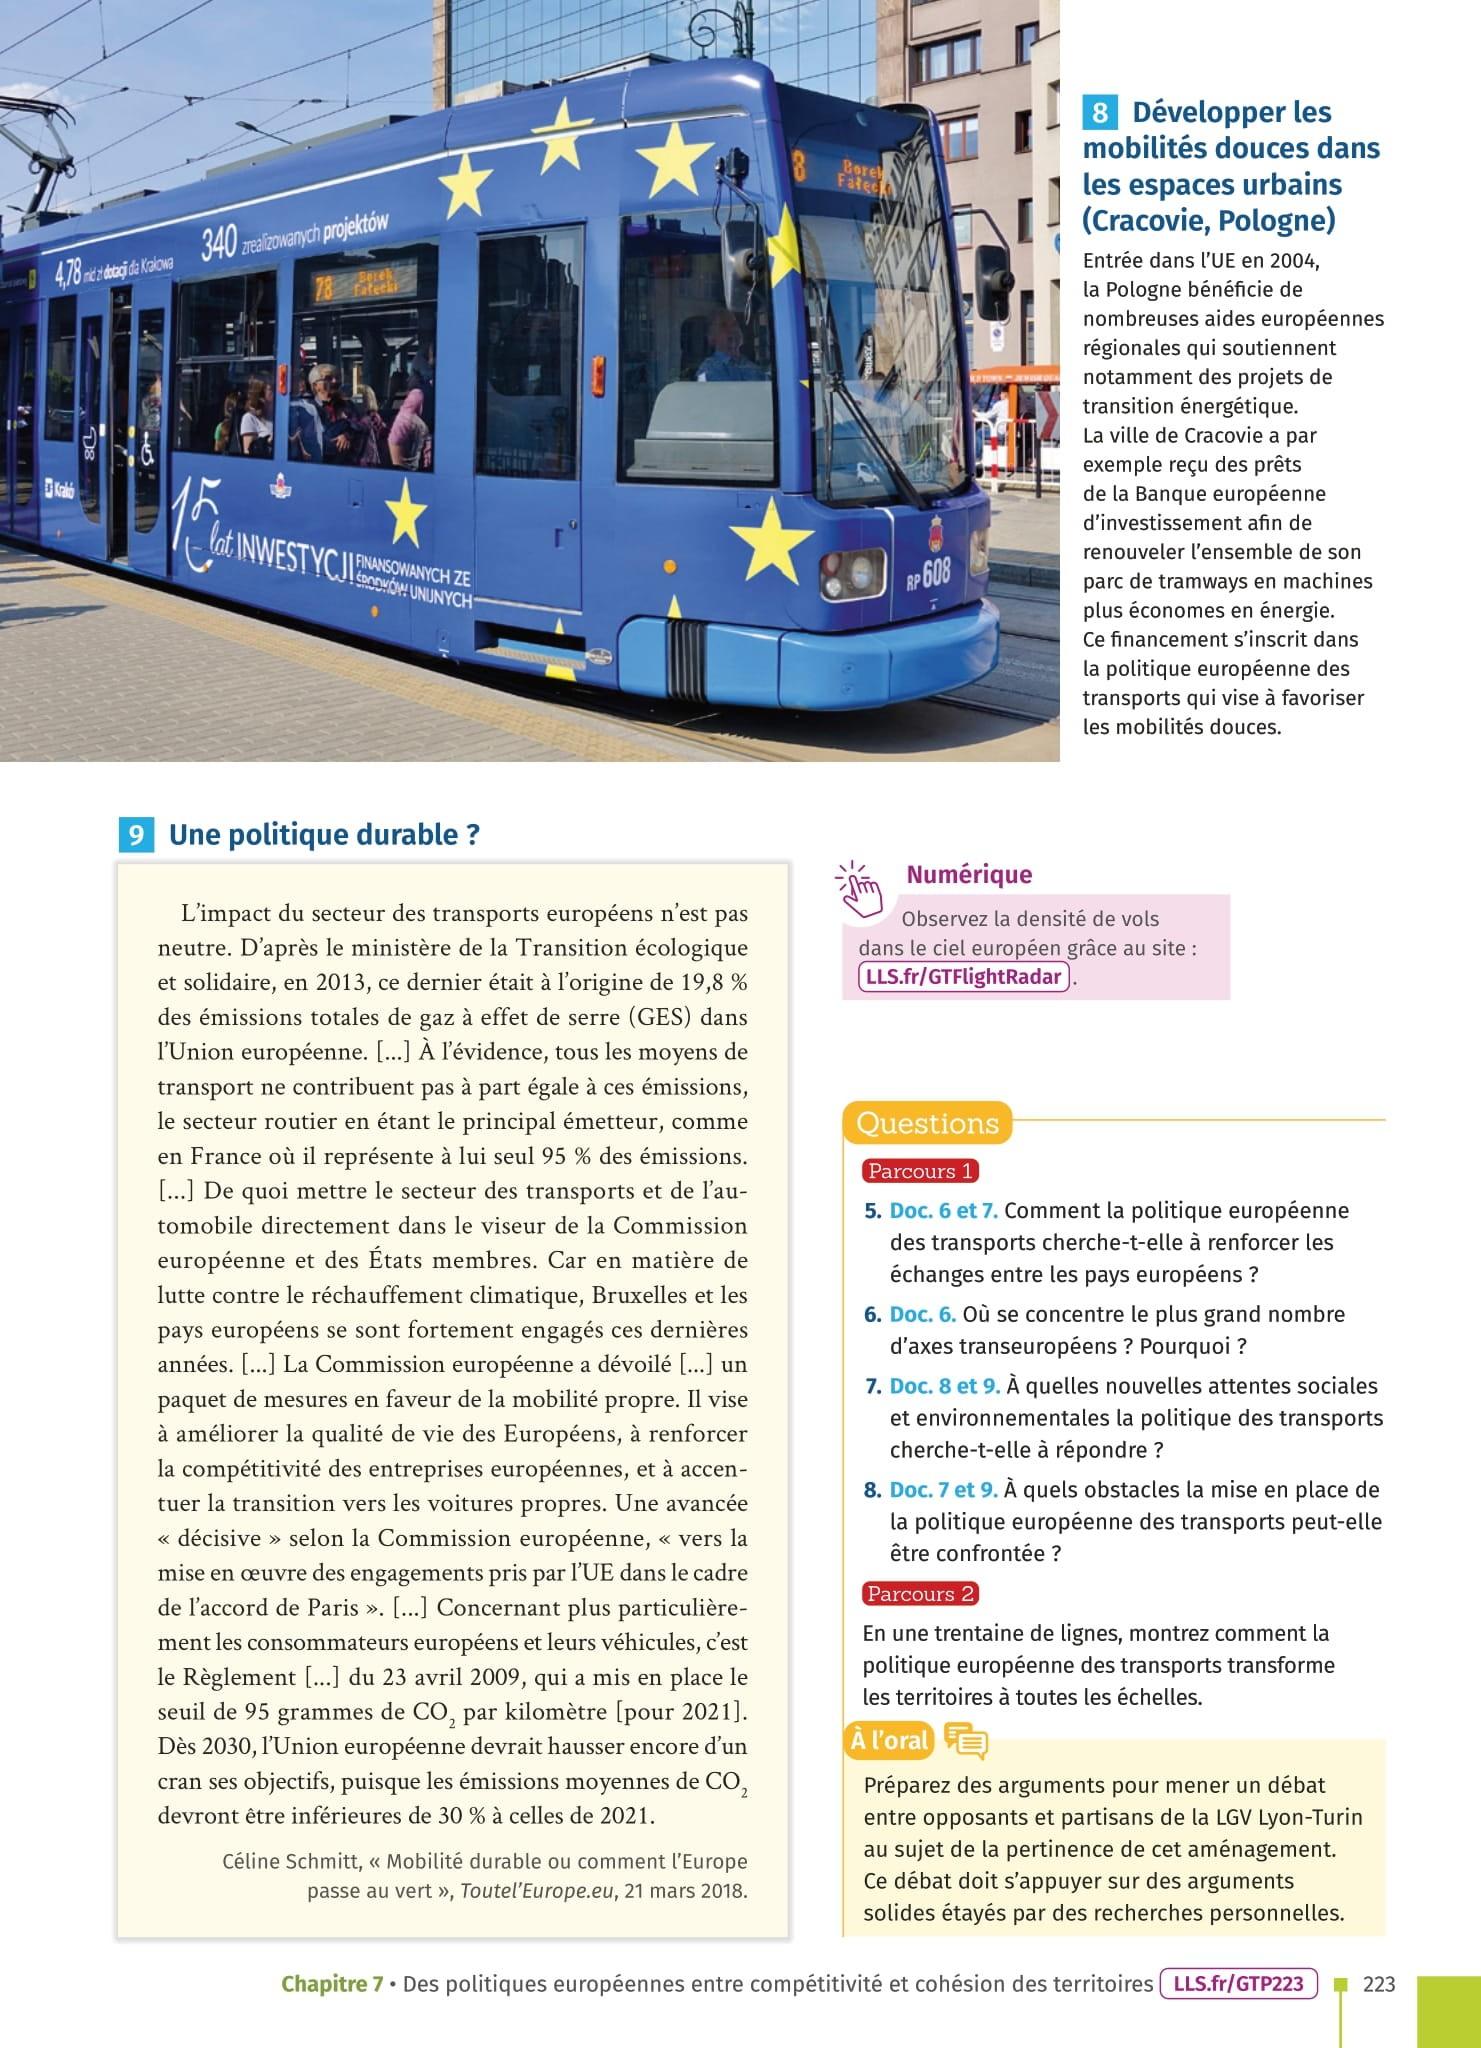 4,78 mld zł dotacji dla Krakowa
340 zrealizowanych projektów
78 Borek
Fałęcki
8 Borek
Fałęcki
Kraków
15 lat INWESTYCJI FINANSOWANYCH ZE
ŚRODKÓW UNIJNYCH
RP 608
8 Développer les
mobilités douces dans
les espaces urbains
(Cracovie, Pologne)
Entrée dans l’UE en 2004,
la Pologne bénéficie de
nombreuses aides européennes
régionales qui soutiennent
notamment des projets de
transition énergétique.
La ville de Cracovie a par
exemple reçu des prêts
de la Banque européenne
d’investissement afin de
renouveler l’ensemble de son
parc de tramways en machines
plus économes en énergie.
Ce financement s’inscrit dans
la politique européenne des
transports qui vise à favoriser
les mobilités douces.
9 Une politique durable ?
L’impact du secteur des transports européens n’est pas
neutre. D’après le ministère de la Transition écologique
et solidaire, en 2013, ce dernier était à l’origine de 19,8 %
des émissions totales de gaz à effet de serre (GES) dans
l’Union européenne. [...] À l’évidence, tous les moyens de
transport ne contribuent pas à part égale à ces émissions,
le secteur routier en étant le principal émetteur, comme
en France où il représente à lui seul 95 % des émissions.
[...] De quoi mettre le secteur des transports et de l’au-
tomobile directement dans le viseur de la Commission
européenne et des États membres. Car en matière de
lutte contre le réchauffement climatique, Bruxelles et les
pays européens se sont fortement engagés ces dernières
années. [...] La Commission européenne a dévoilé [...] un
paquet de mesures en faveur de la mobilité propre. Il vise
à améliorer la qualité de vie des Européens, à renforcer
la compétitivité des entreprises européennes, et à accen-
tuer la transition vers les voitures propres. Une avancée
« décisive » selon la Commission européenne, « vers la
mise en œuvre des engagements pris par l’UE dans le cadre
de l’accord de Paris ». [...] Concernant plus particulière-
ment les consommateurs européens et leurs véhicules, c’est
le Règlement [...] du 23 avril 2009, qui a mis en place le
seuil de 95 grammes de CO₂ par kilomètre [pour 2021].
Dès 2030, l’Union européenne devrait hausser encore d’un
cran ses objectifs, puisque les émissions moyennes de CO₂
devront être inférieures de 30 % à celles de 2021.
Céline Schmitt, « Mobilité durable ou comment l’Europe
passe au vert », Toutel’Europe.eu, 21 mars 2018.
Numérique
Observez la densité de vols
dans le ciel européen grâce au site :
LLS.fr/GTFlightRadar .
Questions
Parcours 1
5. Doc. 6 et 7. Comment la politique européenne
des transports cherche-t-elle à renforcer les
échanges entre les pays européens ?
6. Doc. 6. Où se concentre le plus grand nombre
d’axes transeuropéens ? Pourquoi ?
7. Doc. 8 et 9. À quelles nouvelles attentes sociales
et environnementales la politique des transports
cherche-t-elle à répondre ?
8. Doc. 7 et 9. À quels obstacles la mise en place de
la politique européenne des transports peut-elle
être confrontée ?
Parcours 2
En une trentaine de lignes, montrez comment la
politique européenne des transports transforme
les territoires à toutes les échelles.
À l’oral
Préparez des arguments pour mener un débat
entre opposants et partisans de la LGV Lyon-Turin
au sujet de la pertinence de cet aménagement.
Ce débat doit s’appuyer sur des arguments
solides étayés par des recherches personnelles.
Chapitre 7 • Des politiques européennes entre compétitivité et cohésion des territoires LLS.fr/GTP223 223